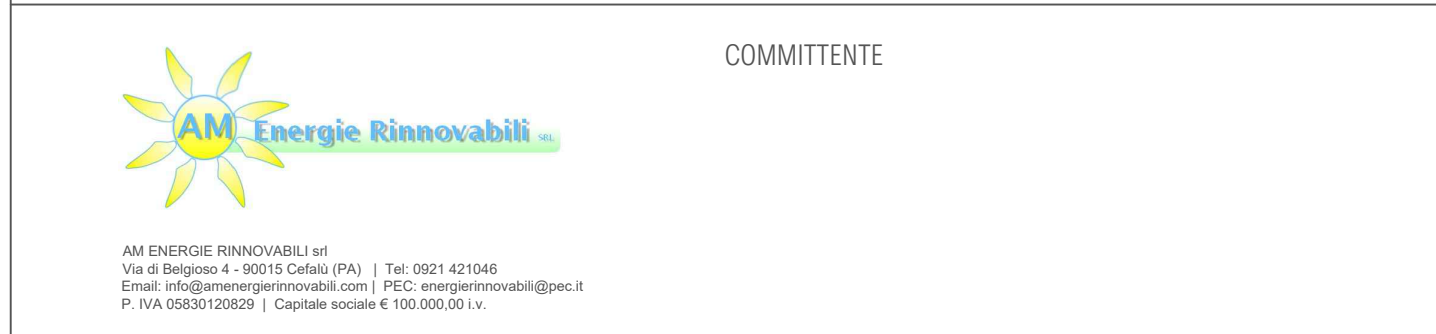 COMMITTENTE
AM Energie Rinnovabili SRL
AM ENERGIE RINNOVABILI srl
Via di Belgioso 4 - 90015 Cefalù (PA) | Tel: 0921 421046
Email: info@amenergierinnovabili.com | PEC: energierinnovabili@pec.it
P. IVA 05830120829 | Capitale sociale € 100.000,00 i.v.